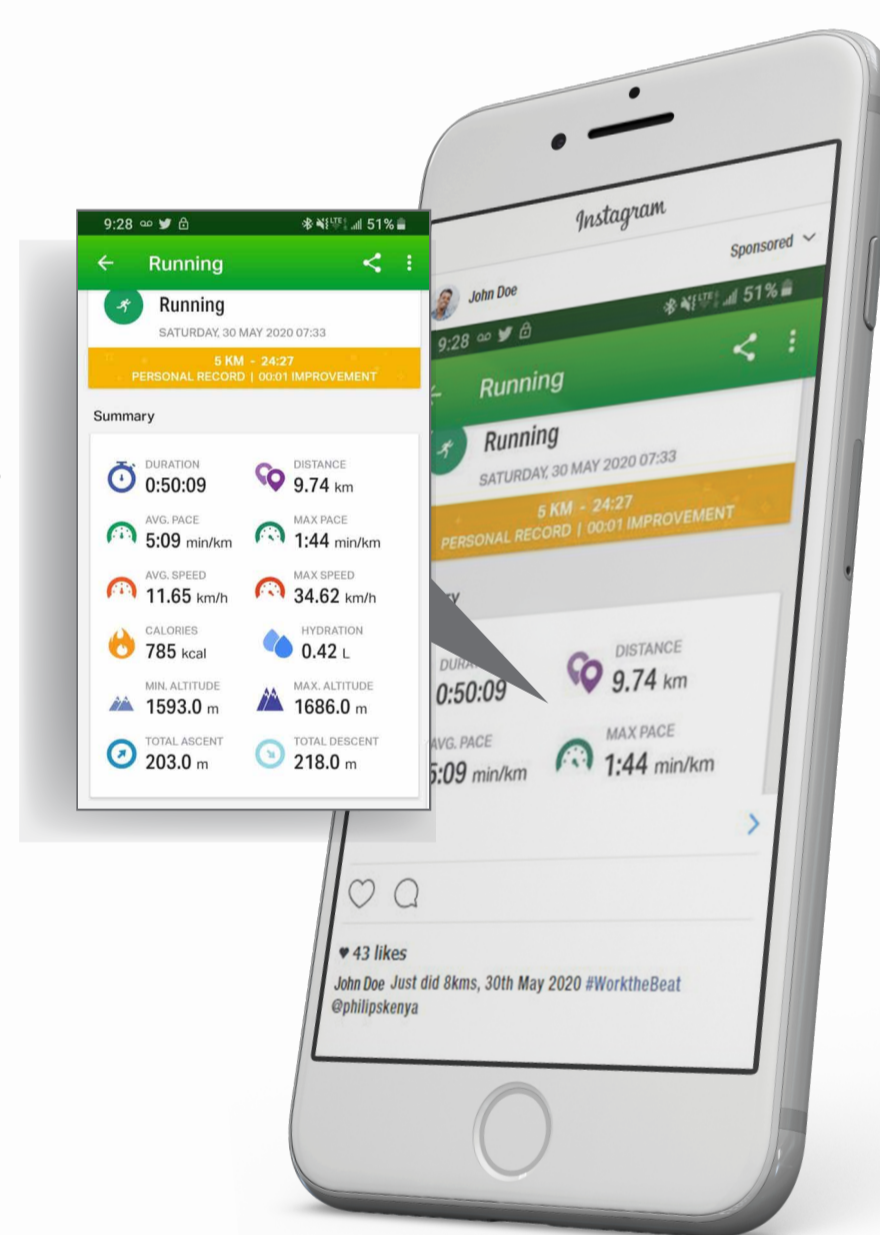 9:28 LTE 51%
Running
Running
SATURDAY, 30 MAY 2020 07:33
5 KM - 24:27
PERSONAL RECORD | 00:01 IMPROVEMENT
Summary
DURATION DISTANCE
0:50:09 9.74 km
AVG. PACE MAX PACE
5:09 min/km 1:44 min/km
AVG. SPEED MAX SPEED
11.65 km/h 34.62 km/h
CALORIES HYDRATION
785 kcal 0.42 L
MIN. ALTITUDE MAX. ALTITUDE
1593.0 m 1686.0 m
TOTAL ASCENT TOTAL DESCENT
203.0 m 218.0 m
Instagram
John Doe Sponsored
9:28 LTE 51%
Running
Running
SATURDAY, 30 MAY 2020 07:33
5 KM - 24:27
PERSONAL RECORD | 00:01 IMPROVEMENT
DISTANCE
0:50:09 9.74 km
AVG. PACE MAX PACE
5:09 min/km 1:44 min/km
43 likes
John Doe Just did 8kms, 30th May 2020 #WorktheBeat
@philipskenya